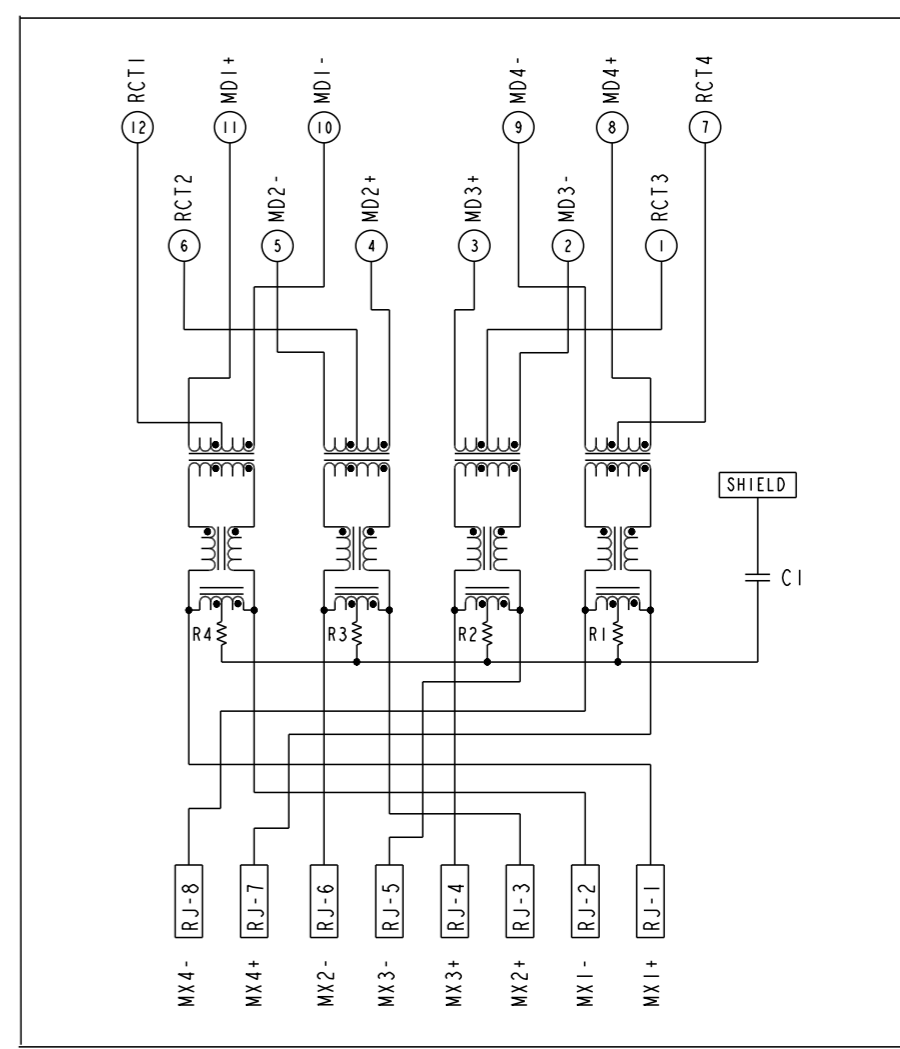 RCT1
MD1+
MD1-
MD4-
MD4+
RCT4
12
11
10
9
8
7
RCT2
MD2-
MD2+
MD3+
MD3-
RCT3
6
5
4
3
2
1
SHIELD
C1
R4
R3
R2
R1
RJ-8
RJ-7
RJ-6
RJ-5
RJ-4
RJ-3
RJ-2
RJ-1
MX4-
MX4+
MX2-
MX3-
MX3+
MX2+
MX1-
MX1+